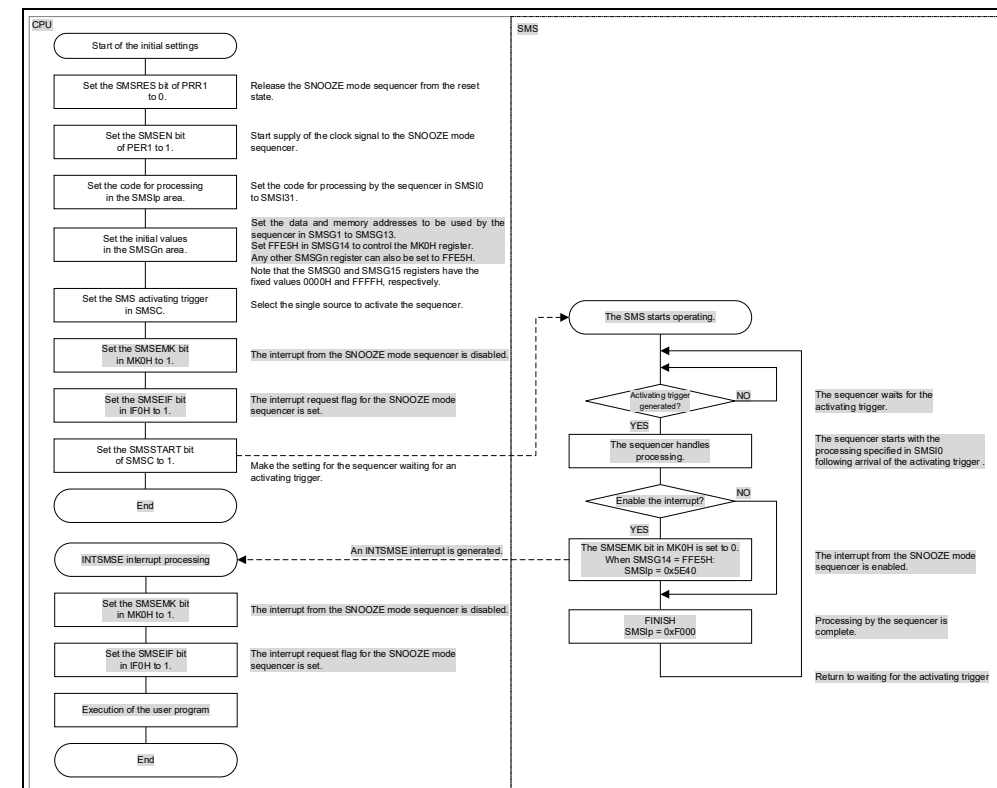 CPU
Start of the initial settings
Set the SMSRES bit of PRR1
to 0.
Release the SNOOZE mode sequencer from the reset
state.
Set the SMSEN bit
of PER1 to 1.
Start supply of the clock signal to the SNOOZE mode
sequencer.
Set the code for processing
in the SMSIp area.
Set the code for processing by the sequencer in SMSI0
to SMSI31.
Set the initial values
in the SMSGn area.
Set the data and memory addresses to be used by the
sequencer in SMSG1 to SMSG13.
Set FFE5H in SMSG14 to control the MK0H register.
Any other SMSGn register can also be set to FFE5H.
Note that the SMSG0 and SMSG15 registers have the
fixed values 0000H and FFFFH, respectively.
Set the SMS activating trigger
in SMSC.
Select the single source to activate the sequencer.
Set the SMSEMK bit
in MK0H to 1.
The interrupt from the SNOOZE mode sequencer is disabled.
Set the SMSEIF bit
in IF0H to 1.
The interrupt request flag for the SNOOZE mode
sequencer is set.
Set the SMSSTART bit
of SMSC to 1.
Make the setting for the sequencer waiting for an
activating trigger.
End
INTSMSE interrupt processing
An INTSMSE interrupt is generated.
Set the SMSEMK bit
in MK0H to 1.
The interrupt from the SNOOZE mode sequencer is disabled.
Set the SMSEIF bit
in IF0H to 1.
The interrupt request flag for the SNOOZE mode
sequencer is set.
Execution of the user program
End
SMS
The SMS starts operating.
Activating trigger
generated?
NO
The sequencer waits for the
activating trigger.
YES
The sequencer handles
processing.
The sequencer starts with the
processing specified in SMSI0
following arrival of the activating trigger .
Enable the interrupt?
NO
YES
The SMSEMK bit in MK0H is set to 0.
When SMSG14 = FFE5H:
SMSIp = 0x5E40
The interrupt from the SNOOZE mode
sequencer is enabled.
FINISH
SMSIp = 0xF000
Processing by the sequencer is
complete.
Return to waiting for the activating trigger